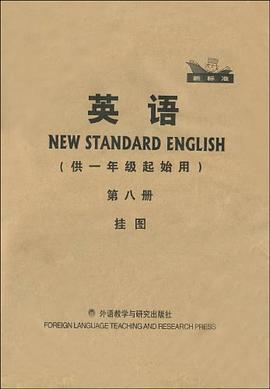 新标准
英语
NEW STANDARD ENGLISH
(供一年级起始用)
第八册
挂图
外语教学与研究出版社
FOREIGN LANGUAGE TEACHING AND RESEARCH PRESS